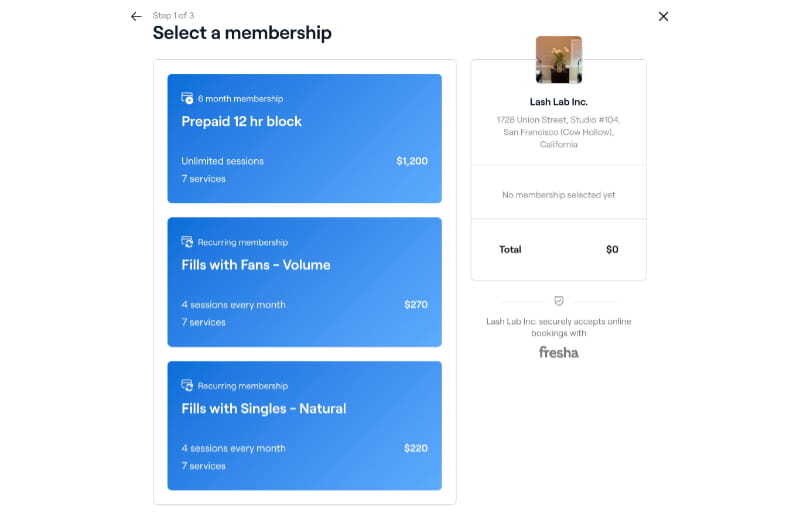 Step 1 of 3
Select a membership
6 month membership
Prepaid 12 hr block
Unlimited sessions
$1,200
7 services
Recurring membership
Fills with Fans - Volume
4 sessions every month
$270
7 services
Recurring membership
Fills with Singles - Natural
4 sessions every month
$220
7 services
Lash Lab Inc.
1728 Union Street, Studio #104,
San Francisco (Cow Hollow),
California
No membership selected yet
Total
$0
Lash Lab Inc. securely accepts online
bookings with
fresha